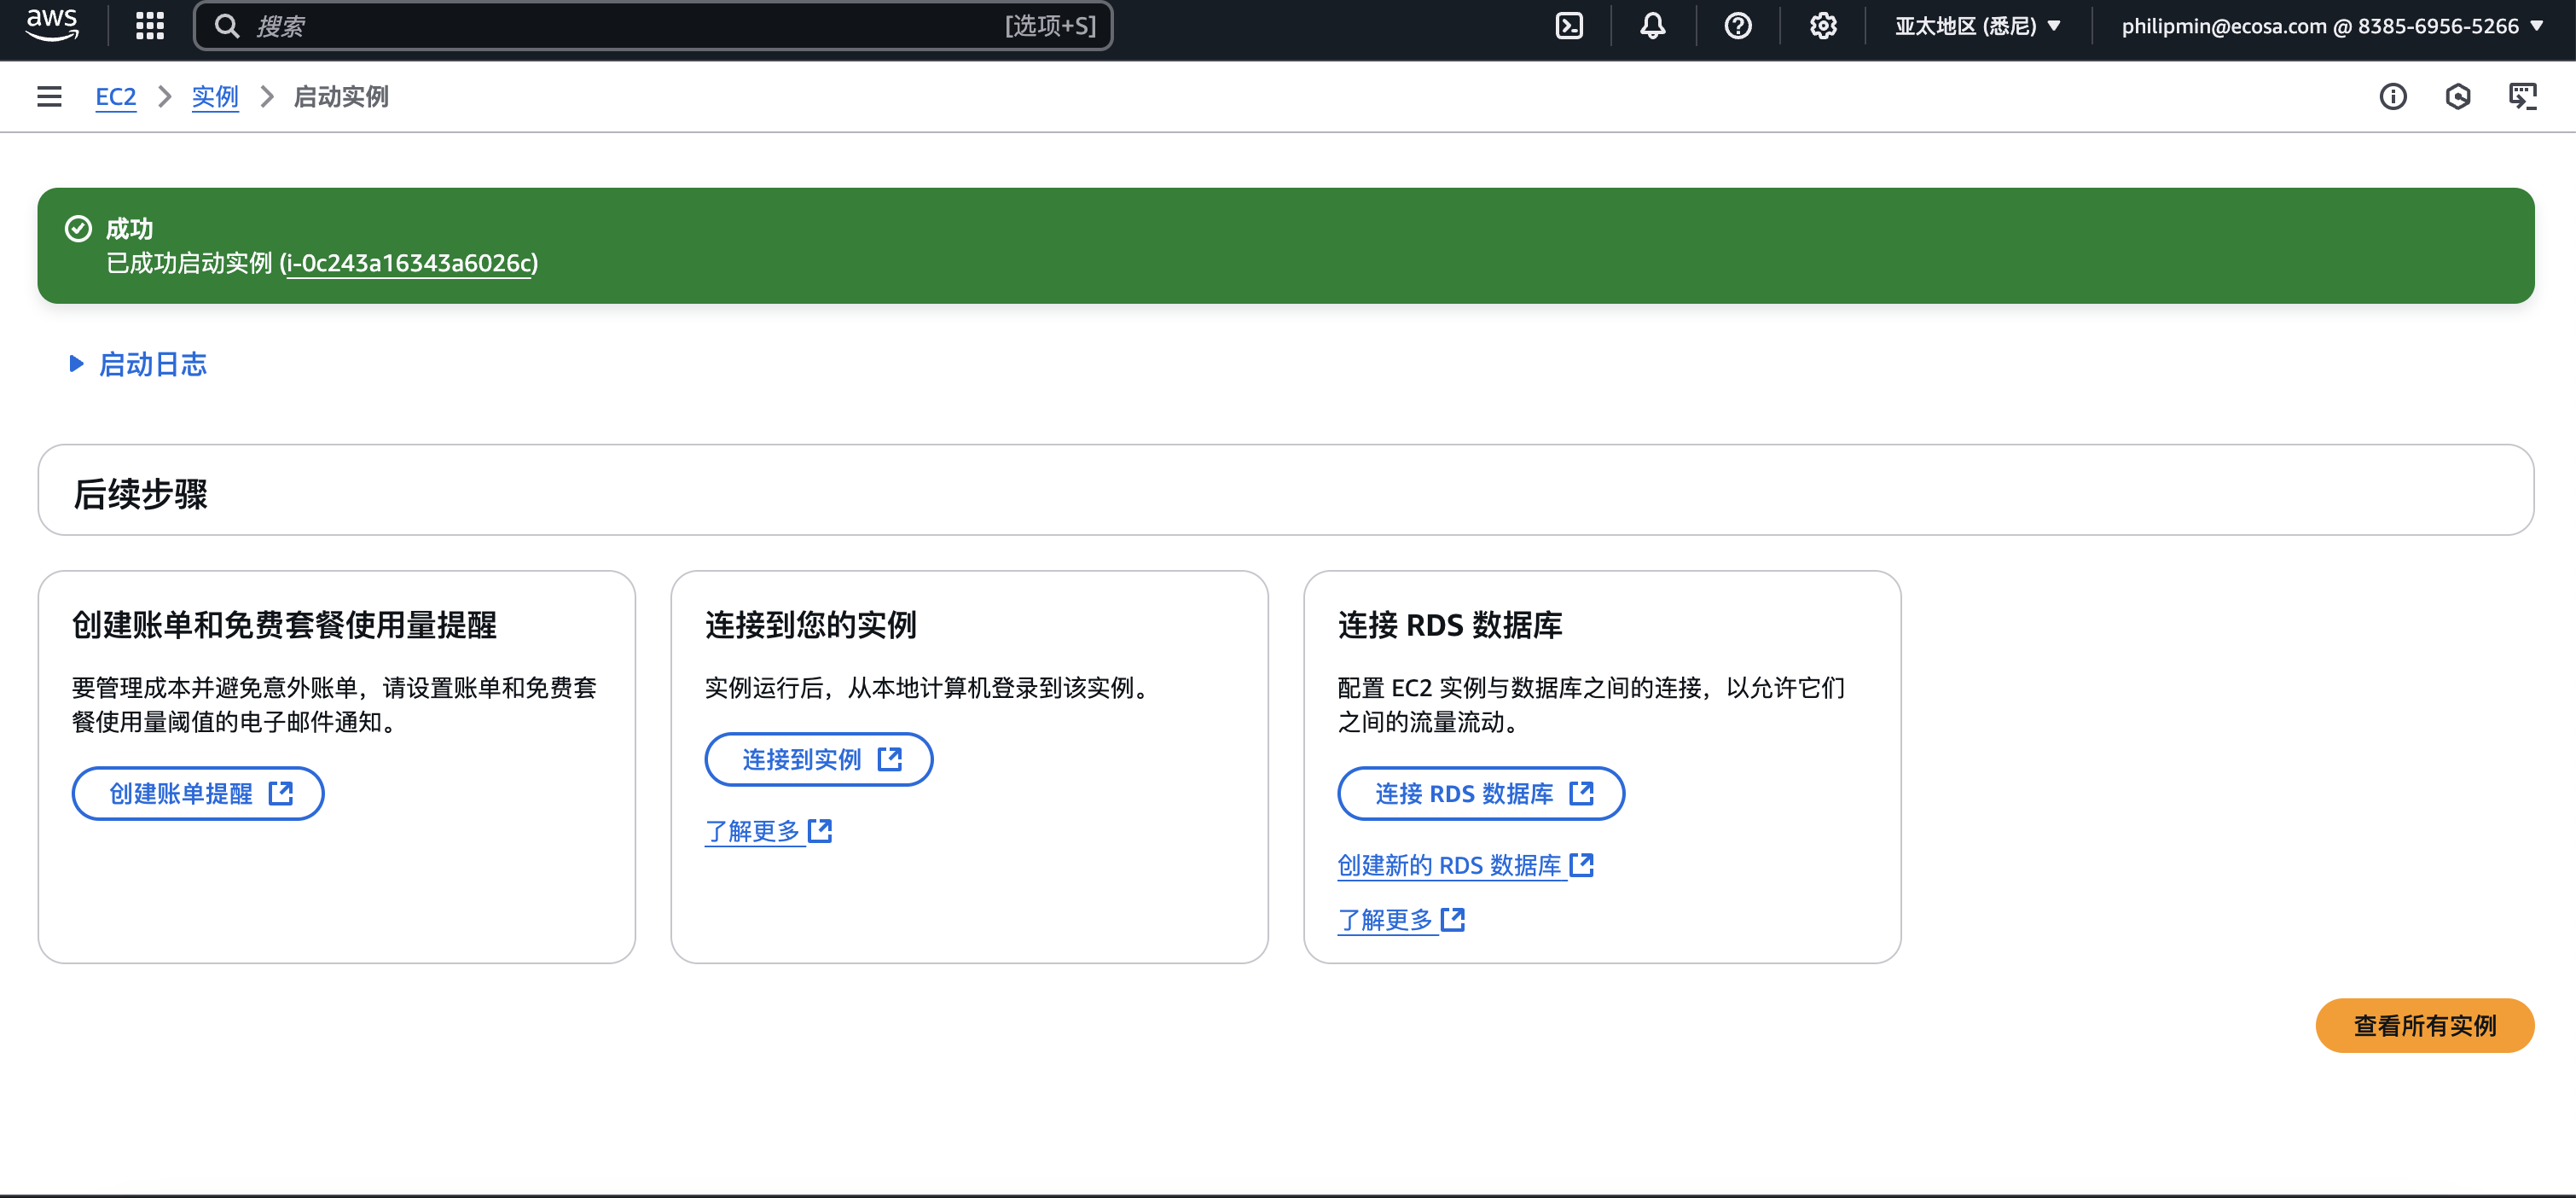 aws
搜索
[选项+S]
亚太地区 (悉尼)
philipmin@ecosa.com @ 8385-6956-5266
EC2
实例
启动实例
成功
已成功启动实例 (i-0c243a16343a6026c)
启动日志
后续步骤
创建账单和免费套餐使用量提醒
要管理成本并避免意外账单，请设置账单和免费套
餐使用量阈值的电子邮件通知。
创建账单提醒
连接到您的实例
实例运行后，从本地计算机登录到该实例。
连接到实例
了解更多
连接 RDS 数据库
配置 EC2 实例与数据库之间的连接，以允许它们
之间的流量流动。
连接 RDS 数据库
创建新的 RDS 数据库
了解更多
查看所有实例